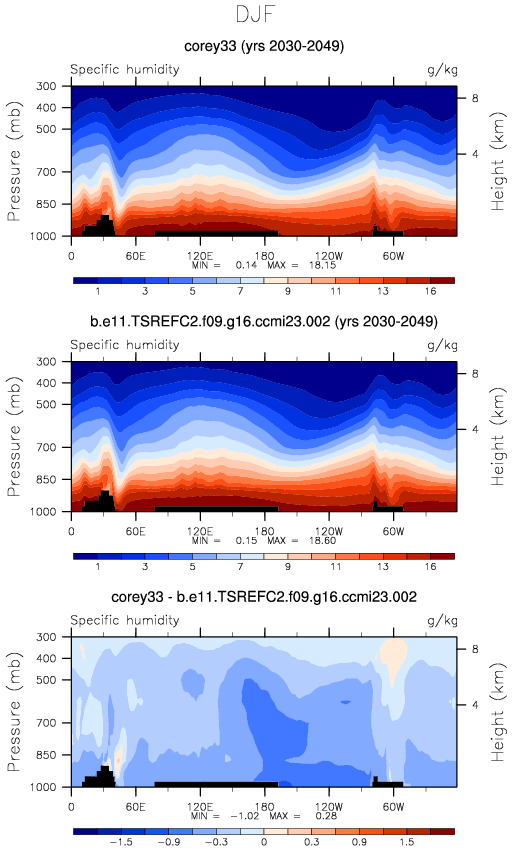 DJF
corey33 (yrs 2030-2049)
Specific humidity g/kg
300
400
500
700
850
1000
Pressure (mb)
8
4
Height (km)
0 60E 120E 180 120W 60W
MIN = 0.14 MAX = 18.15
1 3 5 7 9 11 13 16
b.e11.TSREFC2.f09.g16.ccmi23.002 (yrs 2030-2049)
Specific humidity g/kg
300
400
500
700
850
1000
Pressure (mb)
8
4
Height (km)
0 60E 120E 180 120W 60W
MIN = 0.15 MAX = 18.60
1 3 5 7 9 11 13 16
corey33 - b.e11.TSREFC2.f09.g16.ccmi23.002
Specific humidity g/kg
300
400
500
700
850
1000
Pressure (mb)
8
4
Height (km)
0 60E 120E 180 120W 60W
MIN = -1.02 MAX = 0.28
-1.5 -0.9 -0.3 0 0.3 0.9 1.5